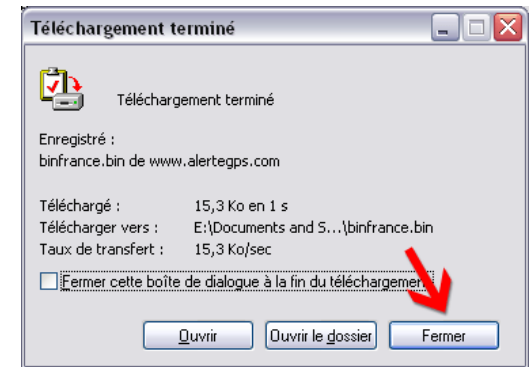 Téléchargement terminé
Téléchargement terminé
Enregistré :
binfrance.bin de www.alertegps.com
Téléchargé : 15,3 Ko en 1 s
Télécharger vers : E:\Documents and S...\binfrance.bin
Taux de transfert : 15,3 Ko/sec
Fermer cette boîte de dialogue à la fin du téléchargement
Ouvrir Ouvrir le dossier Fermer